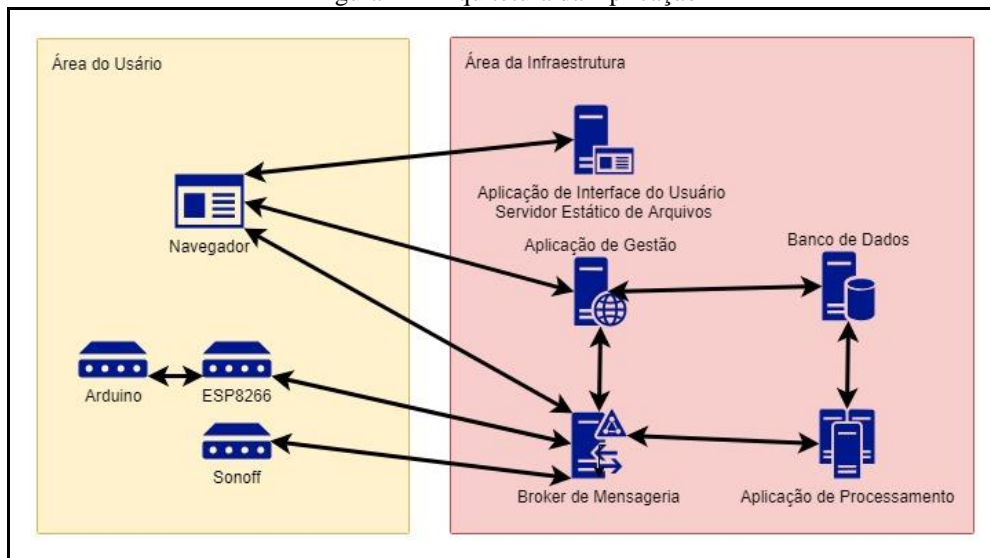 Área do Usário
Área da Infraestrutura
Aplicação de Interface do Usuário
Servidor Estático de Arquivos
Navegador
Aplicação de Gestão
Banco de Dados
Arduino
ESP8266
Sonoff
Broker de Mensageria
Aplicação de Processamento